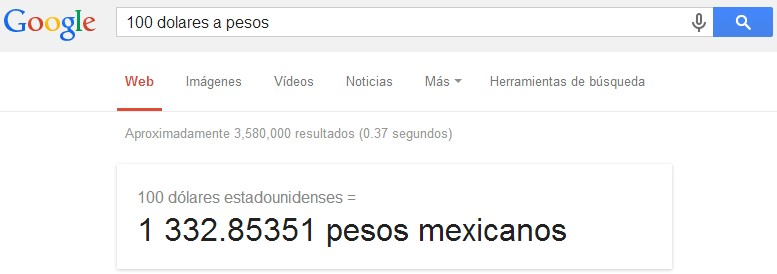 Google 100 dolares a pesos
Web Imágenes Vídeos Noticias Más Herramientas de búsqueda
Aproximadamente 3,580,000 resultados (0.37 segundos)
100 dólares estadounidenses =
1 332.85351 pesos mexicanos